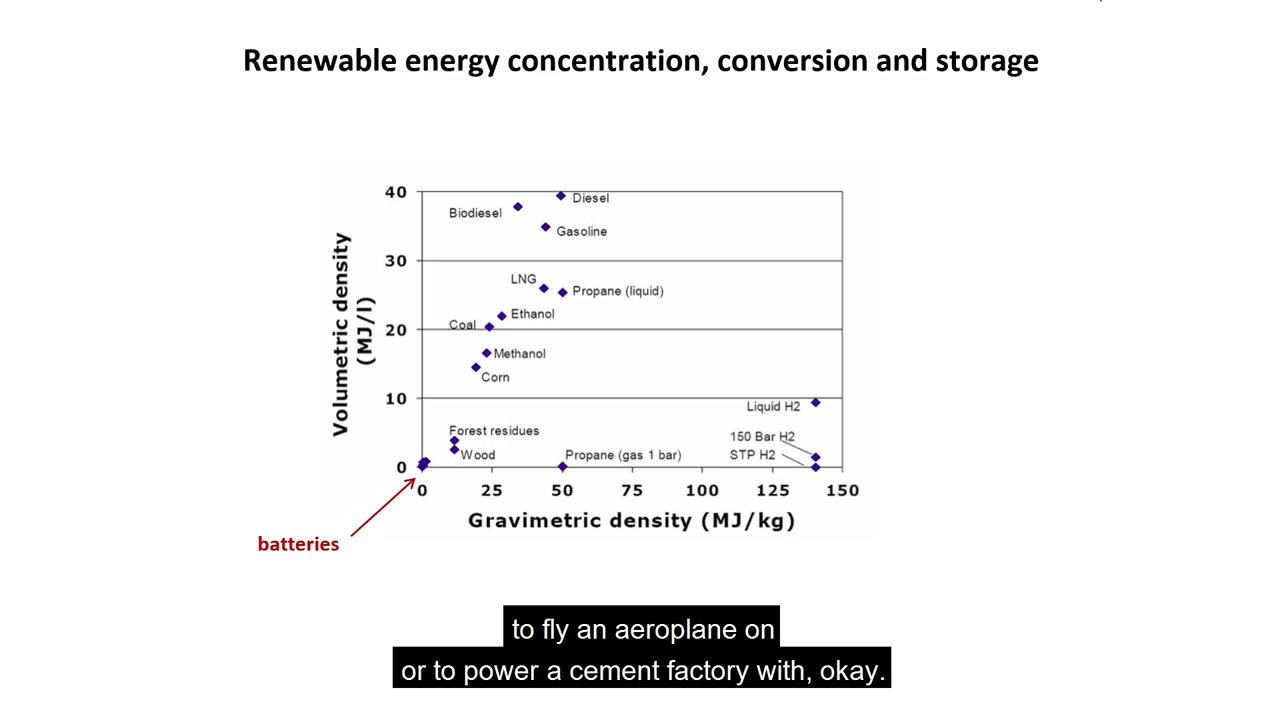 Renewable energy concentration, conversion and storage
40
Diesel
Biodiesel
Gasoline
30
LNG
Propane (liquid)
Ethanol
Coal
20
Methanol
Corn
10
Liquid H2
Forest residues
150 Bar H2
Wood
Propane (gas 1 bar)
STP H2
0
0 25 50 75 100 125 150
Volumetric density
(MJ/l)
Gravimetric density (MJ/kg)
batteries
to fly an aeroplane on
or to power a cement factory with, okay.